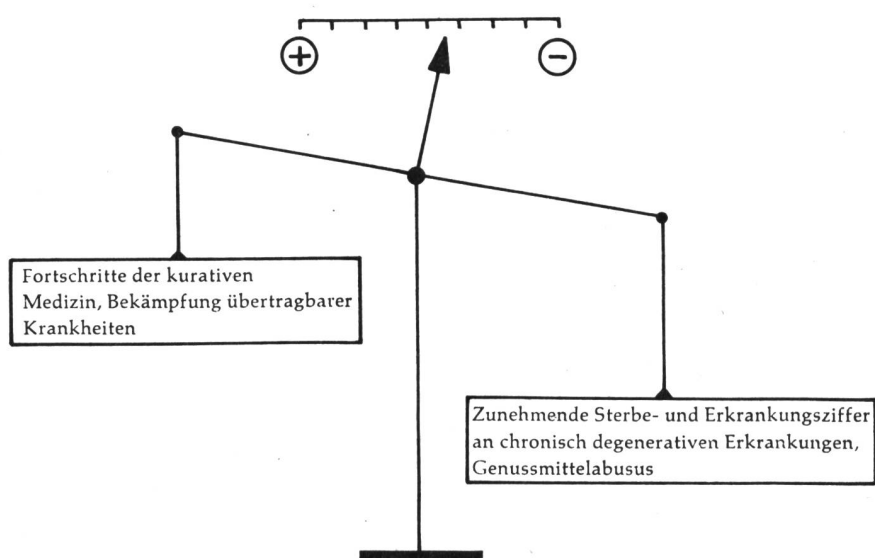 + −
Fortschritte der kurativen
Medizin, Bekämpfung übertragbarer
Krankheiten
Zunehmende Sterbe- und Erkrankungsziffer
an chronisch degenerativen Erkrankungen,
Genussmittelabusus